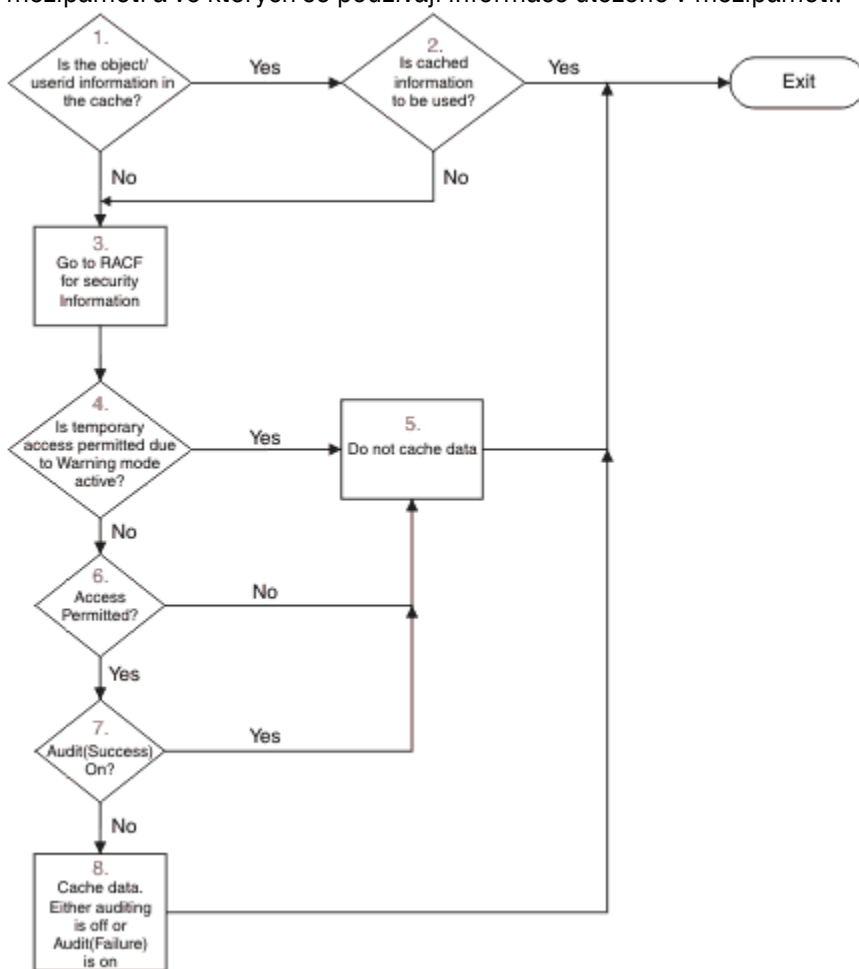 mezipaměti a ve kterých se používají informace uložené v mezipaměti.
1.
Is the object/
userid information in
the cache?
Yes
2.
Is cached
information
to be used?
Yes
Exit
No
No
3.
Go to RACF
for security
Information
4.
Is temporary
access permitted due
to Warning mode
active?
Yes
5.
Do not cache data
No
6.
Access
Permitted?
No
Yes
7.
Audit(Success)
On?
Yes
No
8.
Cache data.
Either auditing
is off or
Audit(Failure)
is on